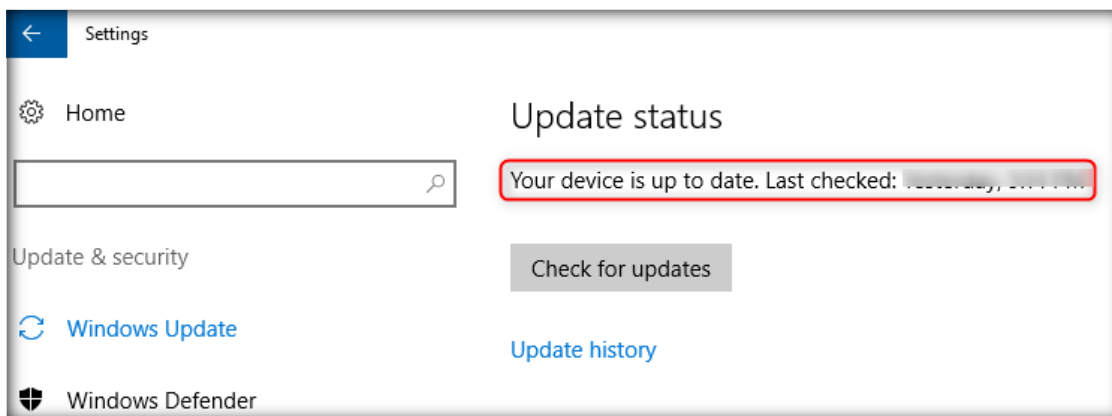 Settings
Home
Update status
Your device is up to date. Last checked:
Update & security
Check for updates
Windows Update
Update history
Windows Defender